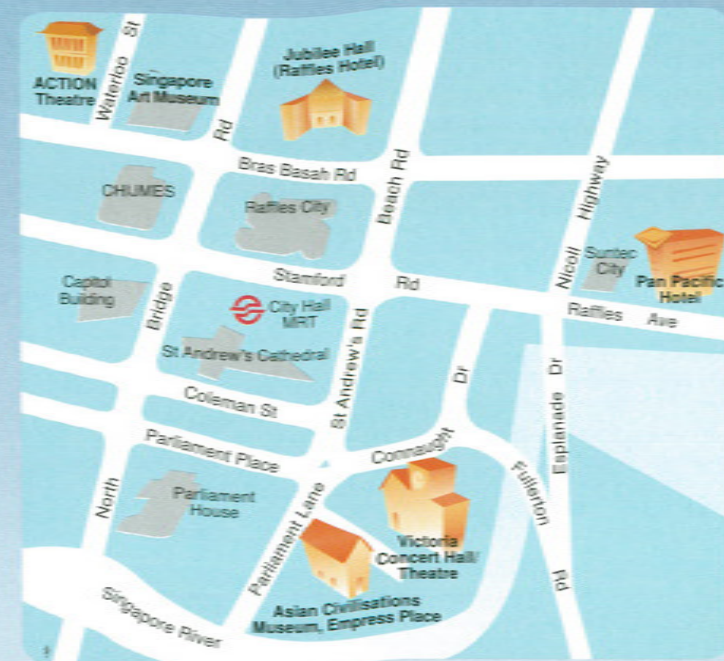 Waterloo St
ACTION
Theatre
Singapore
Art Museum
Jubilee Hall
(Raffles Hotel)
Rd
Bras Basah Rd
Beach Rd
Nicoll Highway
CHIJMES
Raffles City
Suntec
City
Pan Pacific
Hotel
Stamford Rd
Raffles Ave
Capitol
Building
Bridge
City Hall
MRT
St Andrew's Cathedral
St Andrew's Rd
Coleman St
Dr
Esplanade Dr
Parliament Place
Connaught
Fullerton Rd
North
Parliament
House
Parliament Lane
Victoria
Concert Hall/
Theatre
Asian Civilisations
Museum, Empress Place
Singapore River